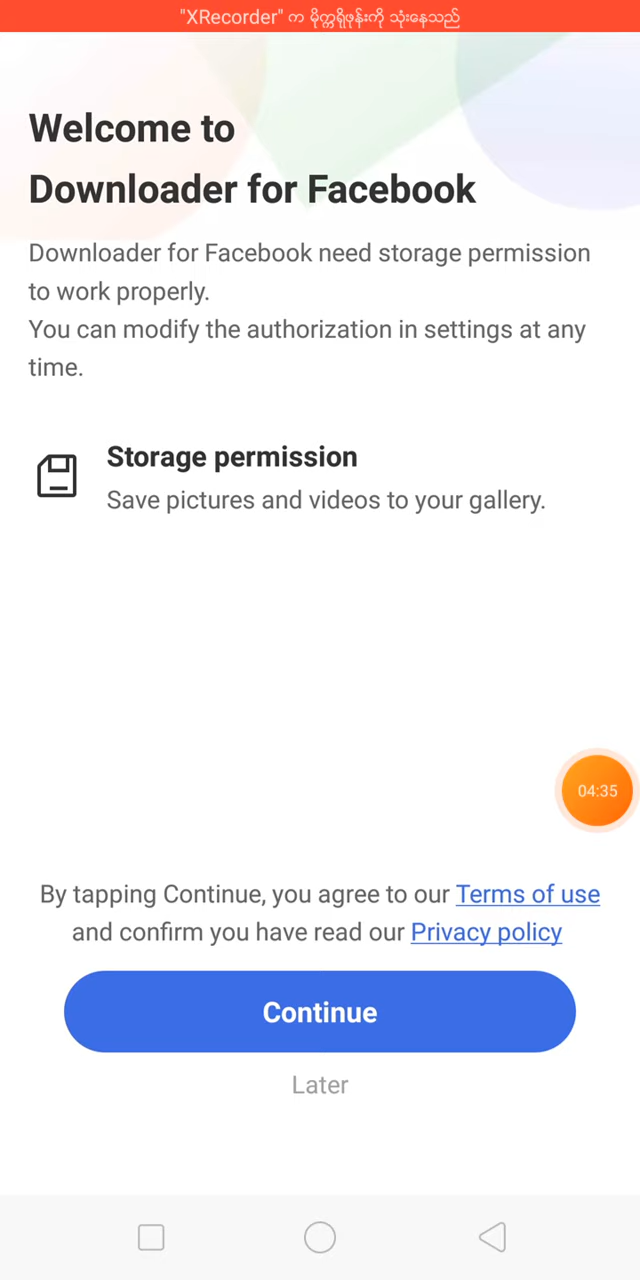 "XRecorder" က မိုက္ကရိုဖုန်းကို သုံးနေသည်
Welcome to
Downloader for Facebook
Downloader for Facebook need storage permission
to work properly.
You can modify the authorization in settings at any
time.
Storage permission
Save pictures and videos to your gallery.
04:35
By tapping Continue, you agree to our Terms of use
and confirm you have read our Privacy policy
Continue
Later